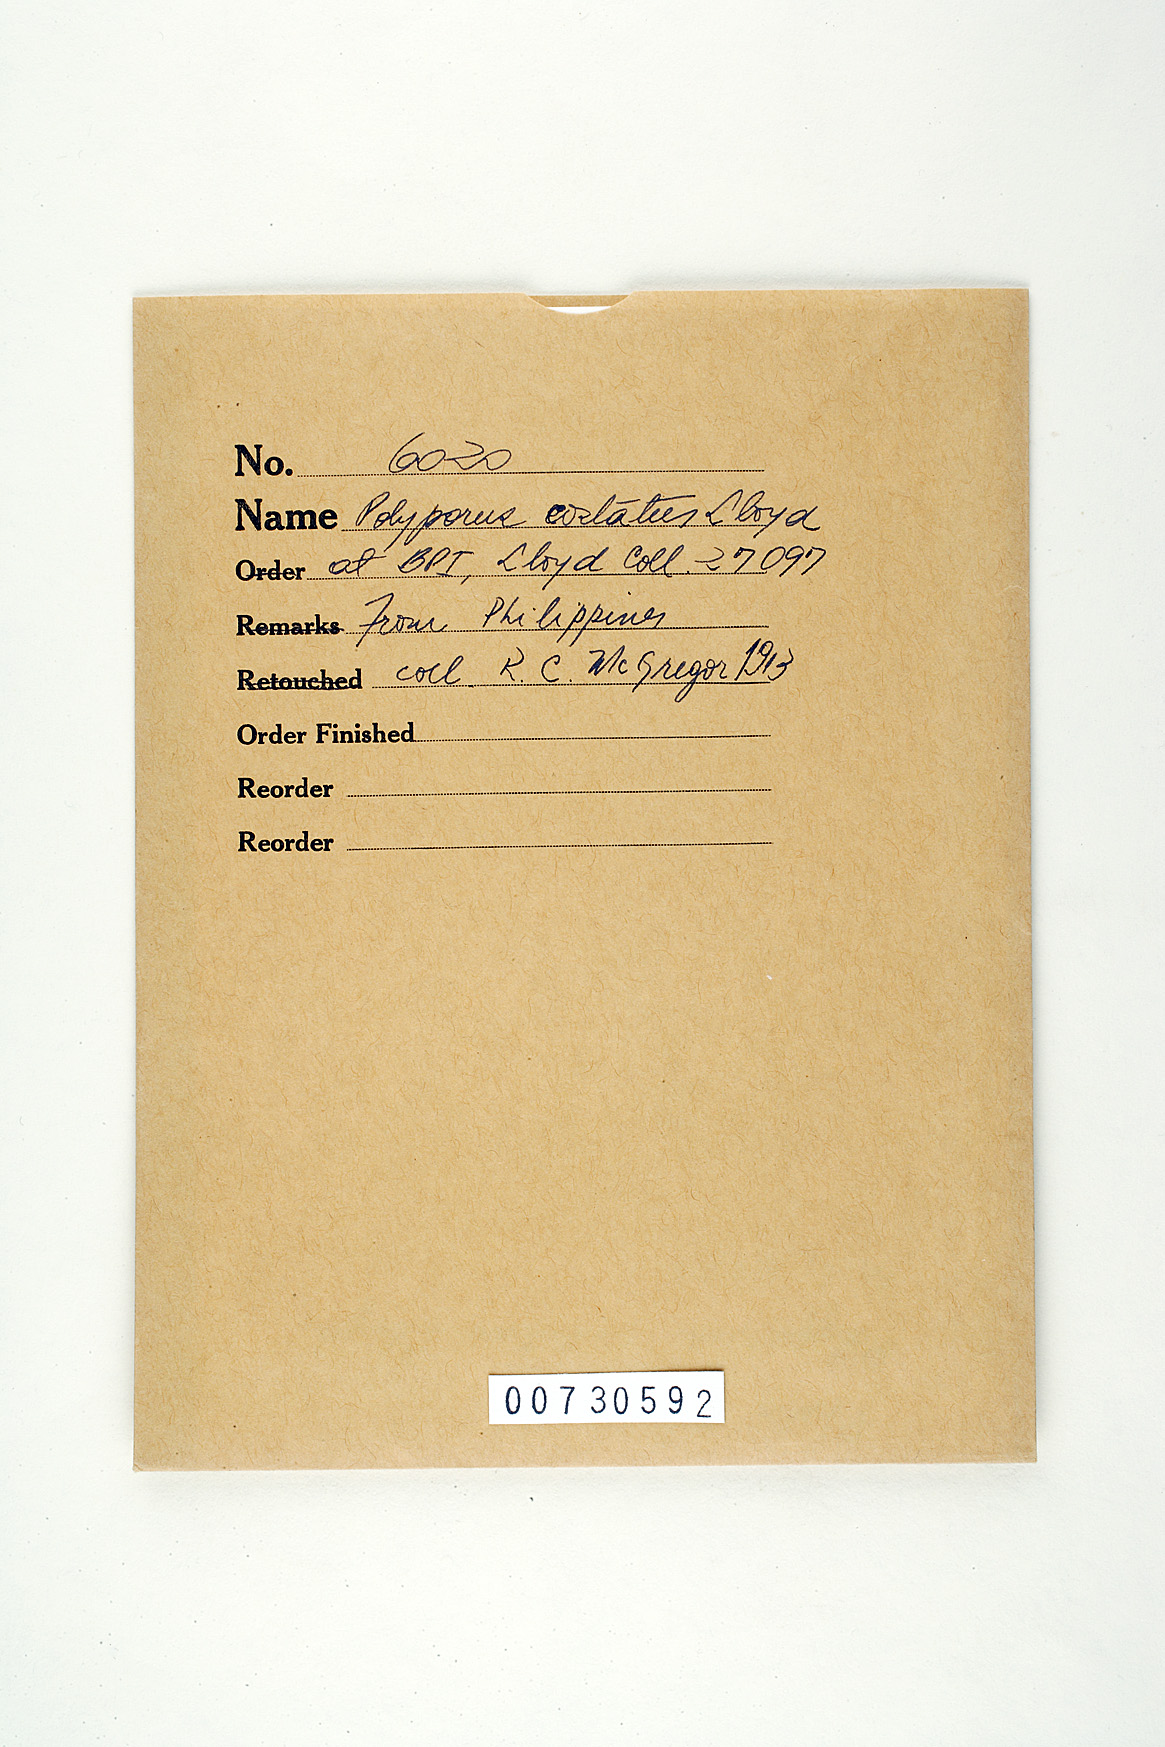 No. 6020
Name Polyporus costatus Lloyd
Order at BPI, Lloyd Coll. 27097
Remarks From Philippines
Retouched coll R. C. McGregor 1913
Order Finished
Reorder
Reorder
00730592